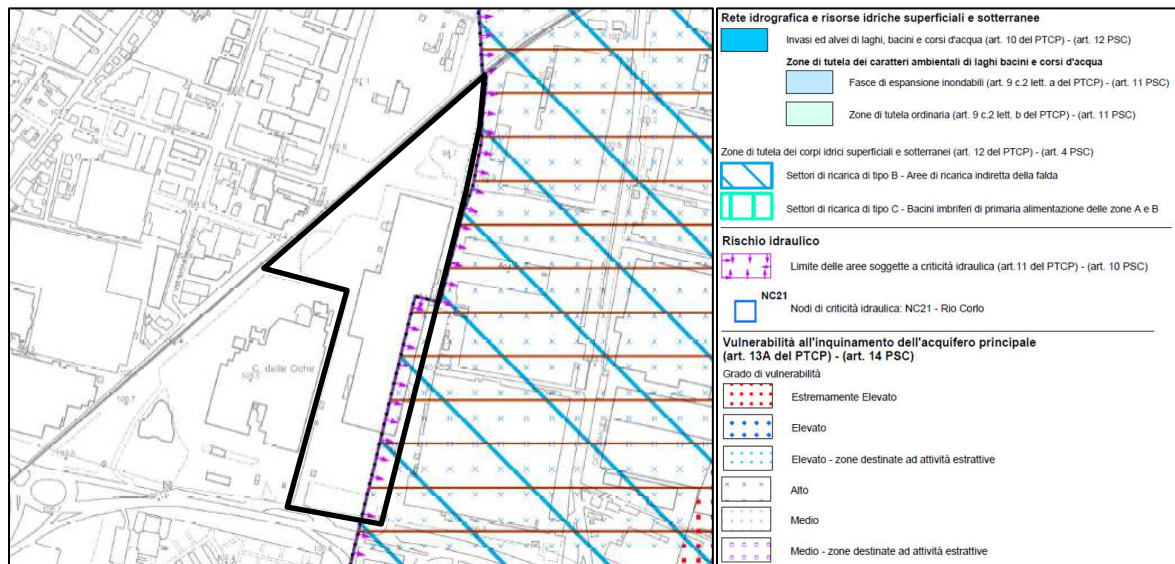 C. delle Oche
Rete idrografica e risorse idriche superficiali e sotterranee
Invasi ed alvei di laghi, bacini e corsi d'acqua (art. 10 del PTCP) - (art. 12 PSC)
Zone di tutela dei caratteri ambientali di laghi bacini e corsi d'acqua
Fasce di espansione inondabili (art. 9 c.2 lett. a del PTCP) - (art. 11 PSC)
Zone di tutela ordinaria (art. 9 c.2 lett. b del PTCP) - (art. 11 PSC)
Zone di tutela dei corpi idrici superficiali e sotterranei (art. 12 del PTCP) - (art. 4 PSC)
Settori di ricarica di tipo B - Aree di ricarica indiretta della falda
Settori di ricarica di tipo C - Bacini imbriferi di primaria alimentazione delle zone A e B
Rischio idraulico
Limite delle aree soggette a criticità idraulica (art.11 del PTCP) - (art. 10 PSC)
NC21
Nodi di criticità idraulica: NC21 - Rio Corlo
Vulnerabilità all'inquinamento dell'acquifero principale
(art. 13A del PTCP) - (art. 14 PSC)
Grado di vulnerabilità
Estremamente Elevato
Elevato
Elevato - zone destinate ad attività estrattive
Alto
Medio
Medio - zone destinate ad attività estrattive